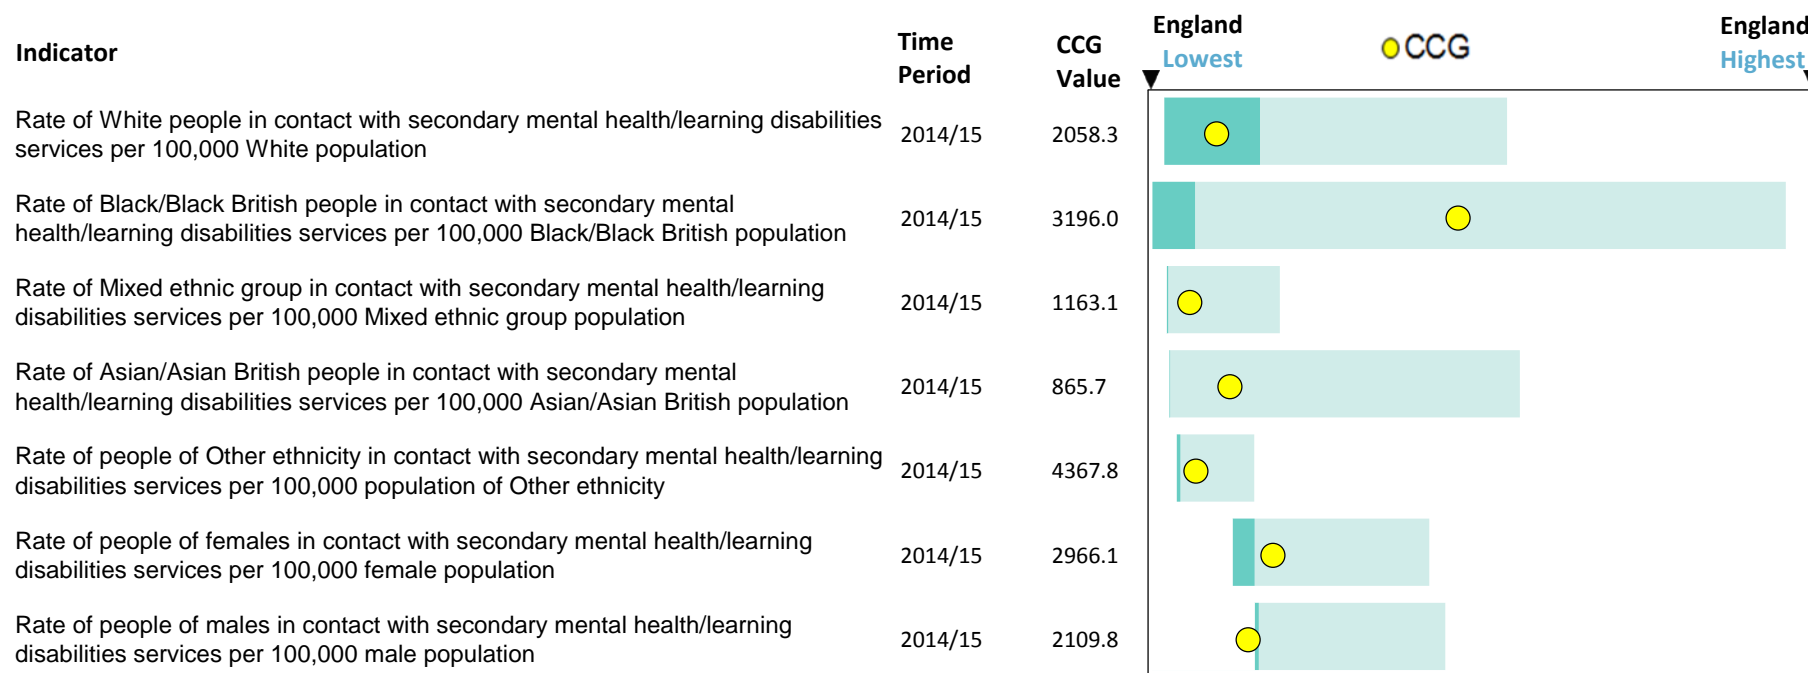 Indicator
Time
Period
CCG
Value
England
Lowest
CCG
England
Highest
Rate of White people in contact with secondary mental health/learning disabilities
services per 100,000 White population
2014/15
2058.3
Rate of Black/Black British people in contact with secondary mental
health/learning disabilities services per 100,000 Black/Black British population
2014/15
3196.0
Rate of Mixed ethnic group in contact with secondary mental health/learning
disabilities services per 100,000 Mixed ethnic group population
2014/15
1163.1
Rate of Asian/Asian British people in contact with secondary mental
health/learning disabilities services per 100,000 Asian/Asian British population
2014/15
865.7
Rate of people of Other ethnicity in contact with secondary mental health/learning
disabilities services per 100,000 population of Other ethnicity
2014/15
4367.8
Rate of people of females in contact with secondary mental health/learning
disabilities services per 100,000 female population
2014/15
2966.1
Rate of people of males in contact with secondary mental health/learning
disabilities services per 100,000 male population
2014/15
2109.8